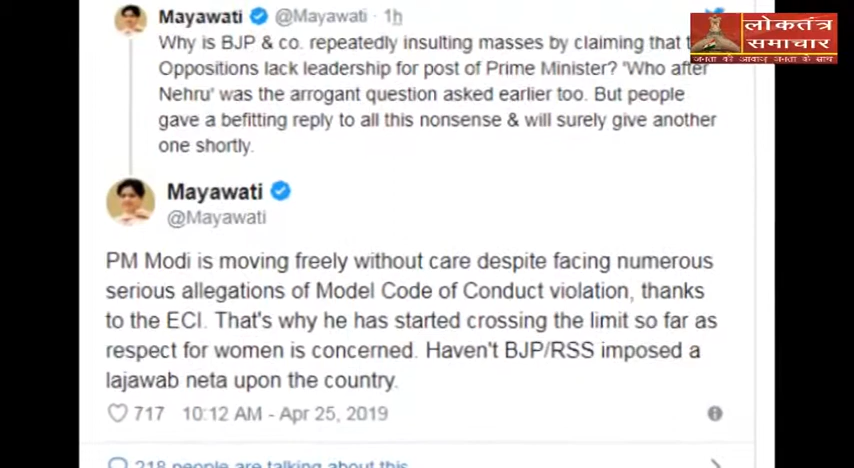 Mayawati @Mayawati · 1h
Why is BJP & co. repeatedly insulting masses by claiming that
Oppositions lack leadership for post of Prime Minister? 'Who after
Nehru' was the arrogant question asked earlier too. But people
gave a befitting reply to all this nonsense & will surely give another
one shortly.
Mayawati
@Mayawati
PM Modi is moving freely without care despite facing numerous
serious allegations of Model Code of Conduct violation, thanks
to the ECI. That's why he has started crossing the limit so far as
respect for women is concerned. Haven't BJP/RSS imposed a
lajawab neta upon the country.
717 10:12 AM - Apr 25, 2019
218 people are talking about this
लोकतंत्र
समाचार
जनता की आवाज़ जनता के साथ